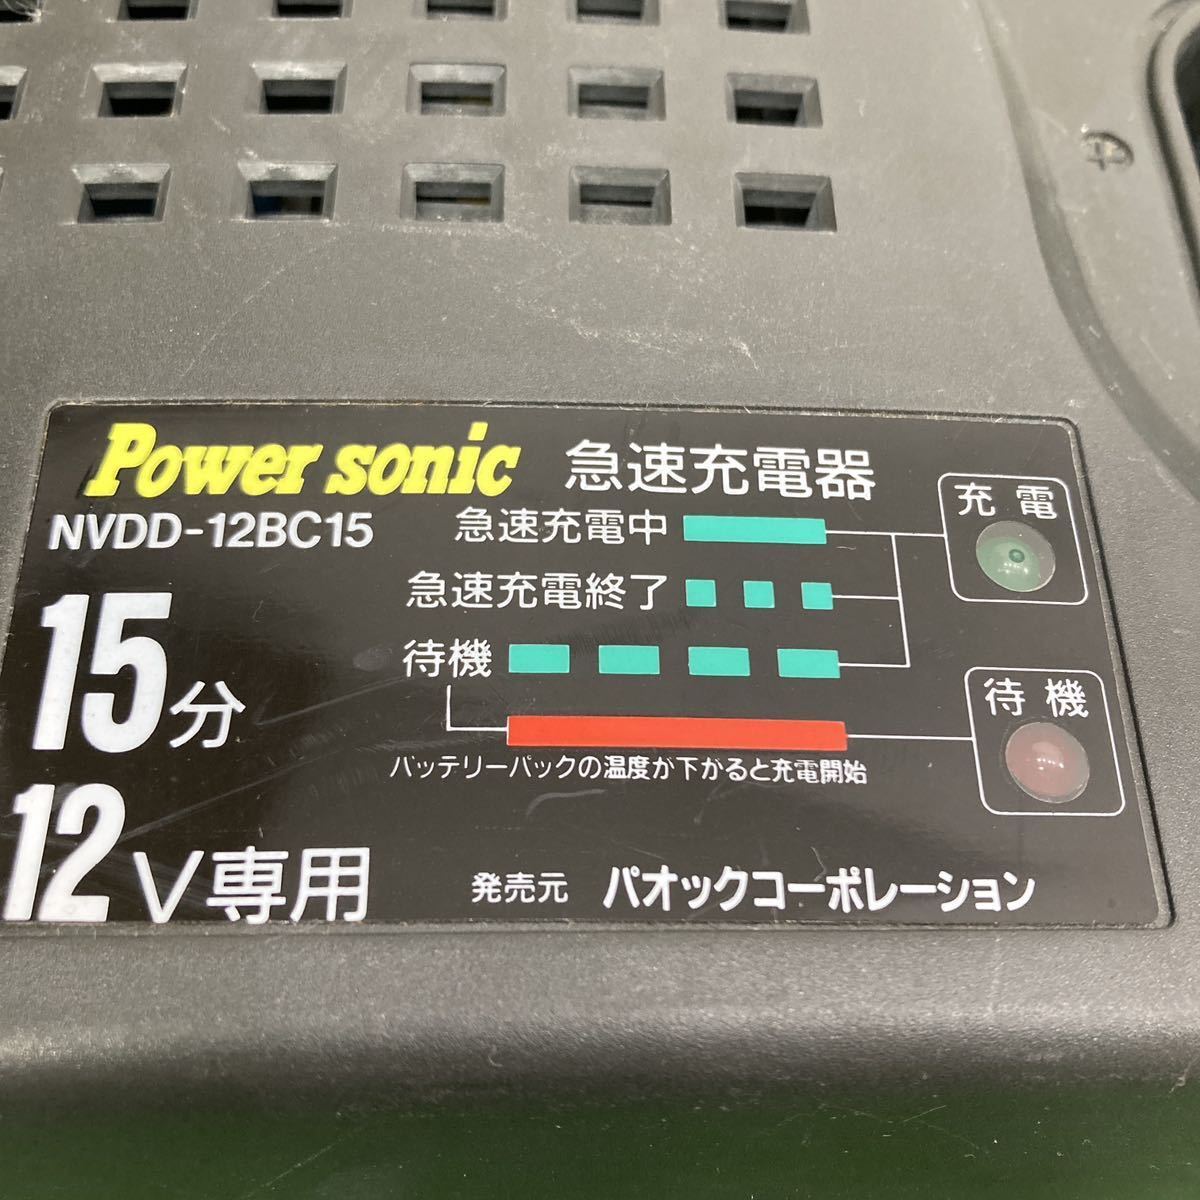 Power sonic 急速充電器
NVDD-12BC15
15分
12V専用
急速充電中
急速充電終了
待機
バッテリーパックの温度が下がると充電開始
充電
待機
発売元 パオックコーポレーション